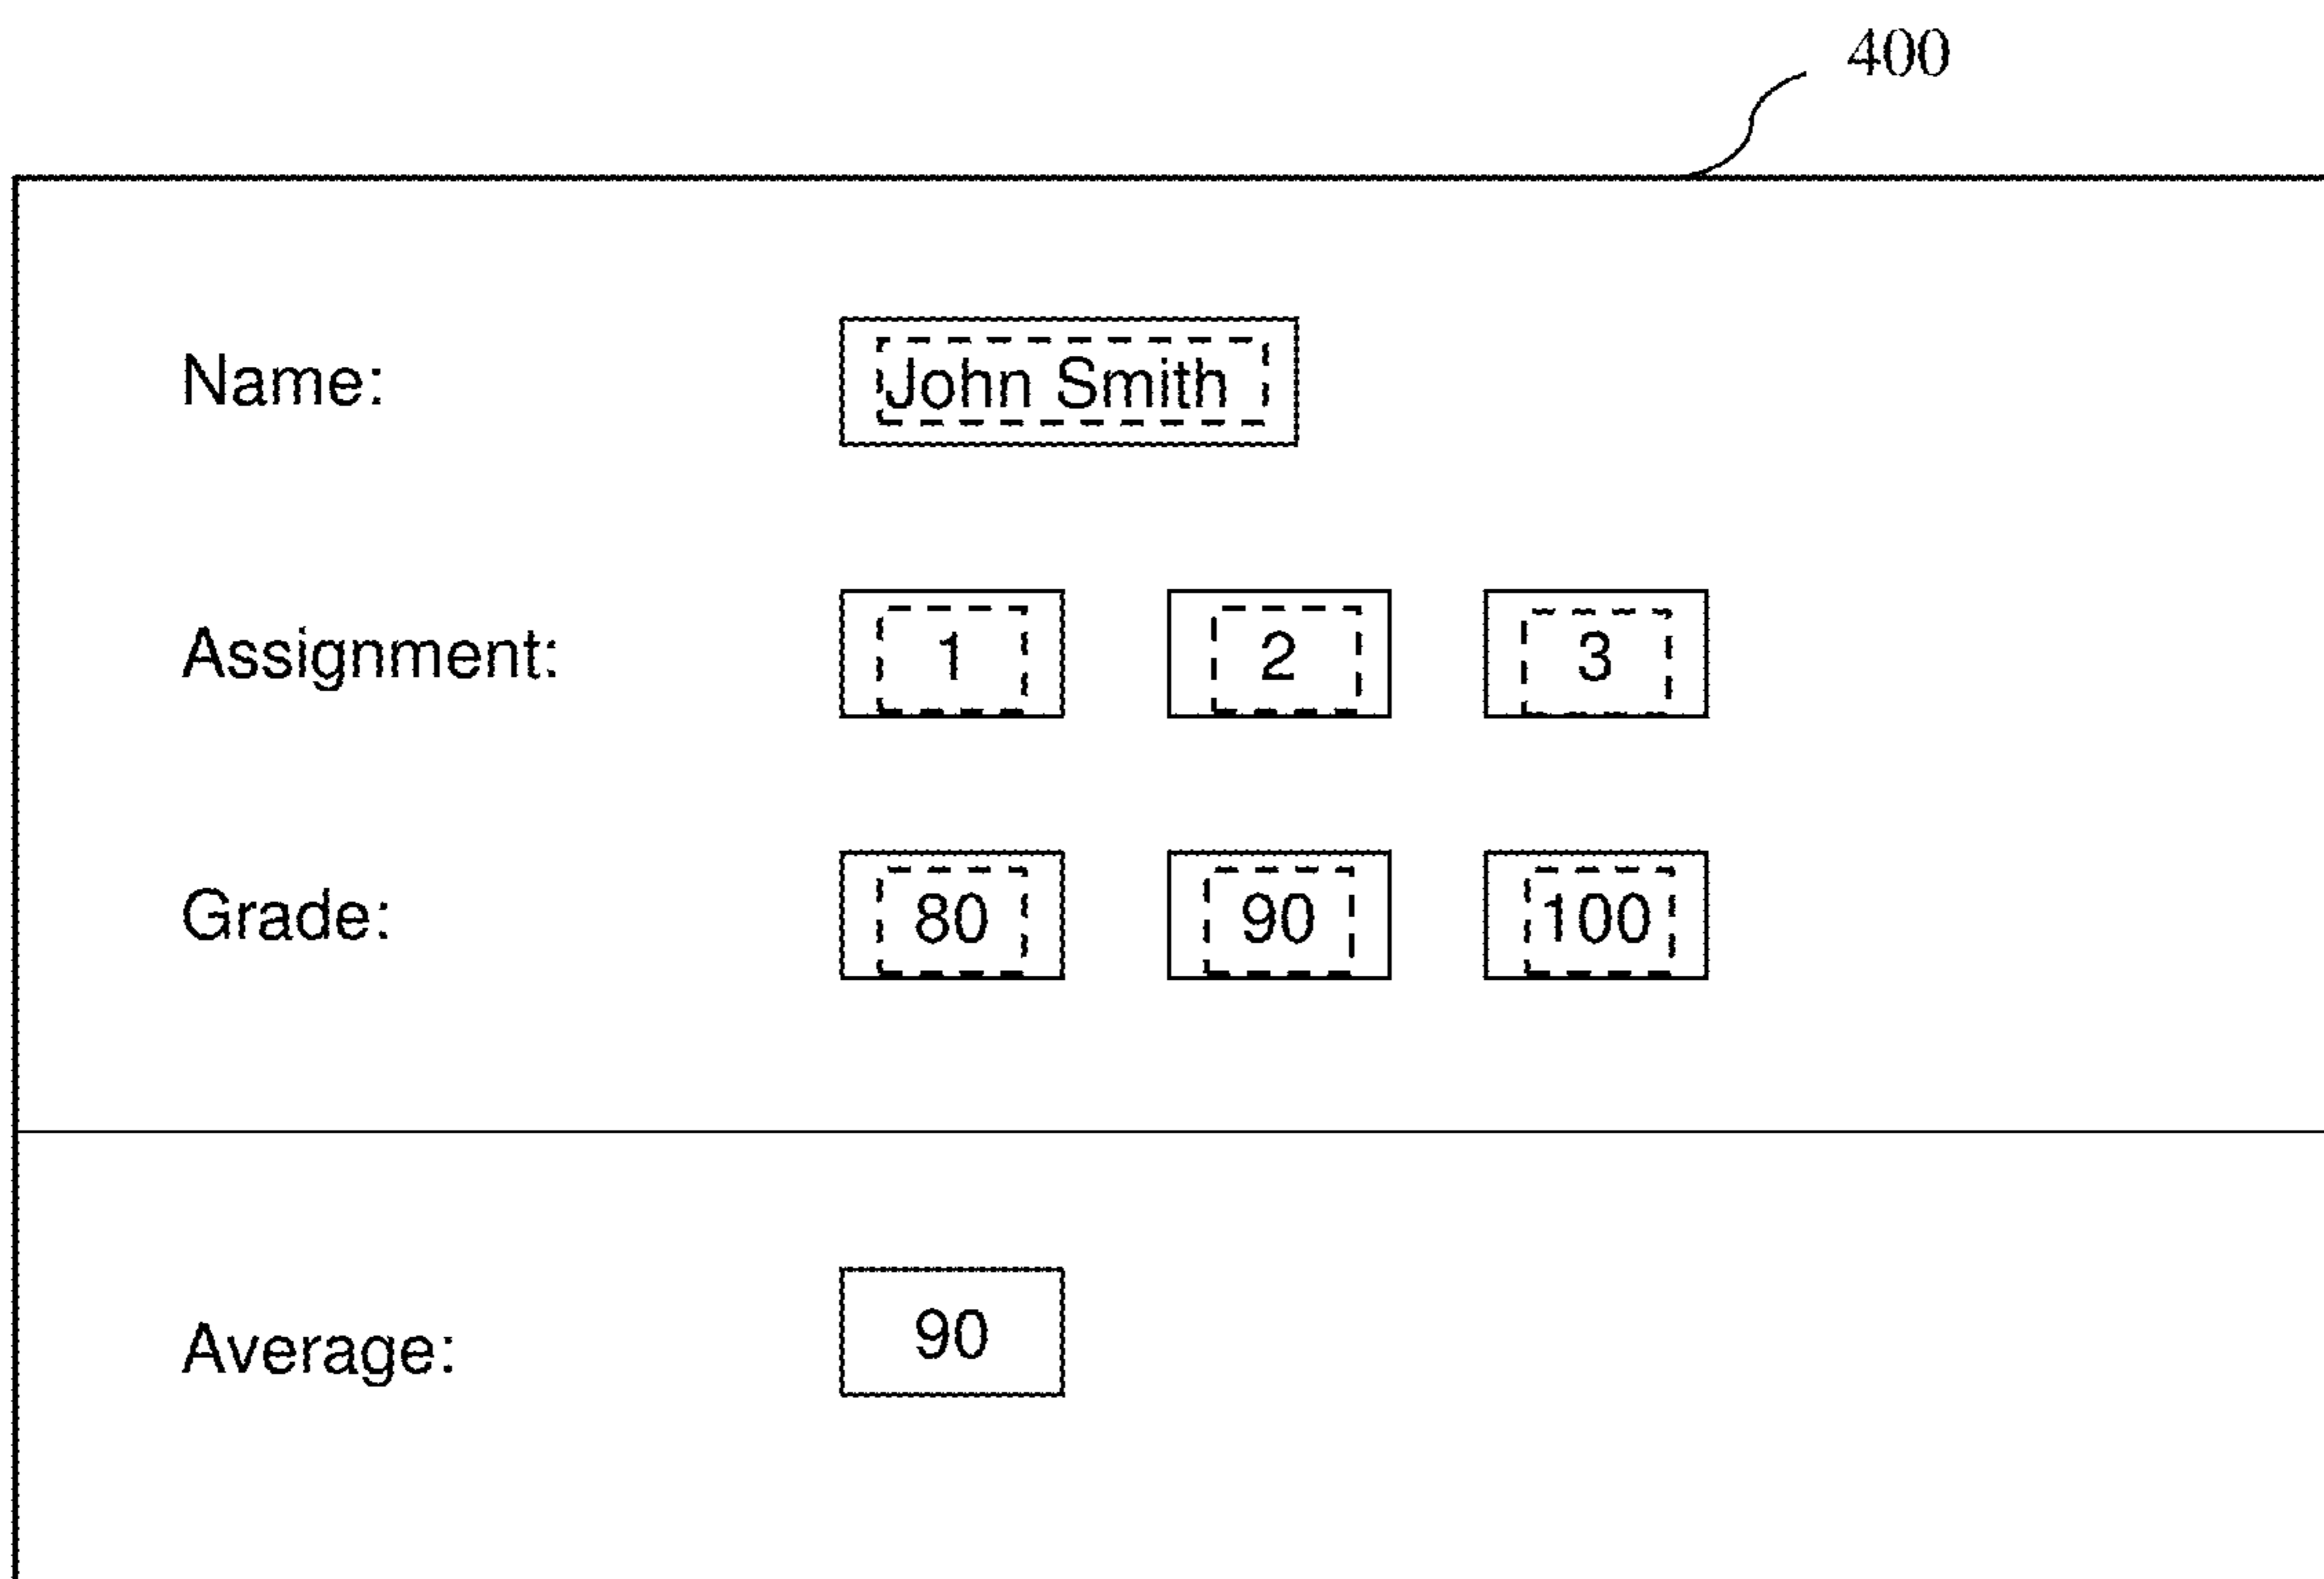 400
Name: John Smith
Assignment: 1 2 3
Grade: 80 90 100
Average: 90